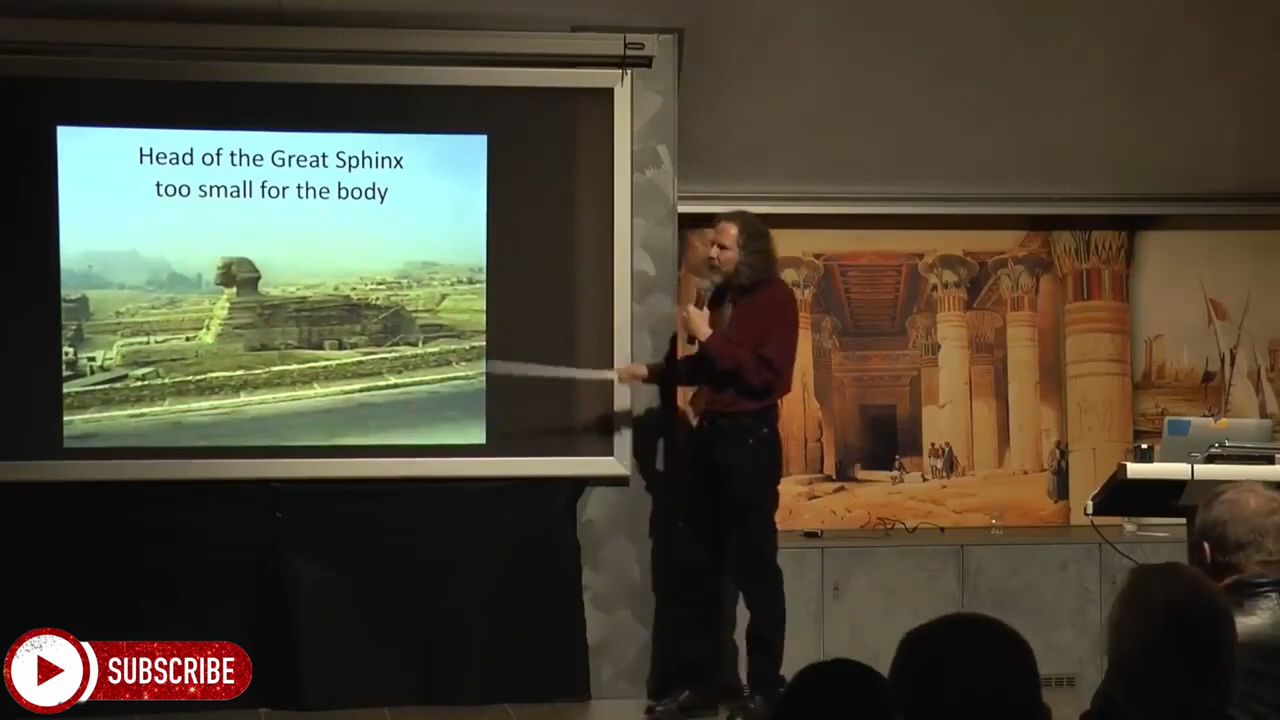 Head of the Great Sphinx
too small for the body
SUBSCRIBE